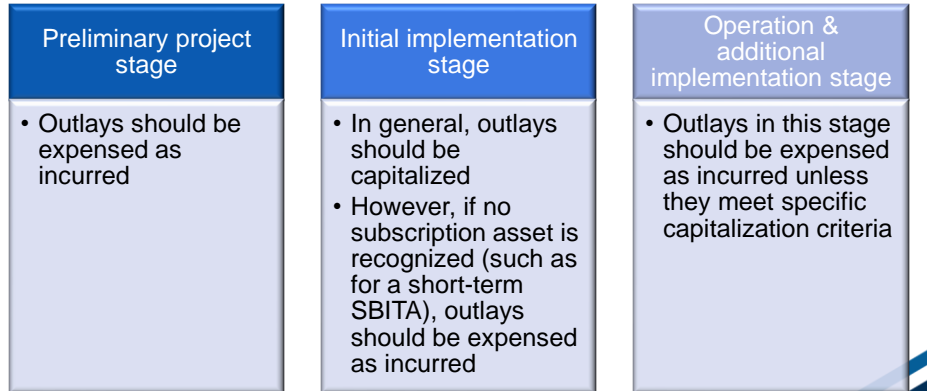 Preliminary project
stage
• Outlays should be
expensed as
incurred
Initial implementation
stage
• In general, outlays
should be
capitalized
• However, if no
subscription asset is
recognized (such as
for a short-term
SBITA), outlays
should be expensed
as incurred
Operation &
additional
implementation stage
• Outlays in this stage
should be expensed
as incurred unless
they meet specific
capitalization criteria